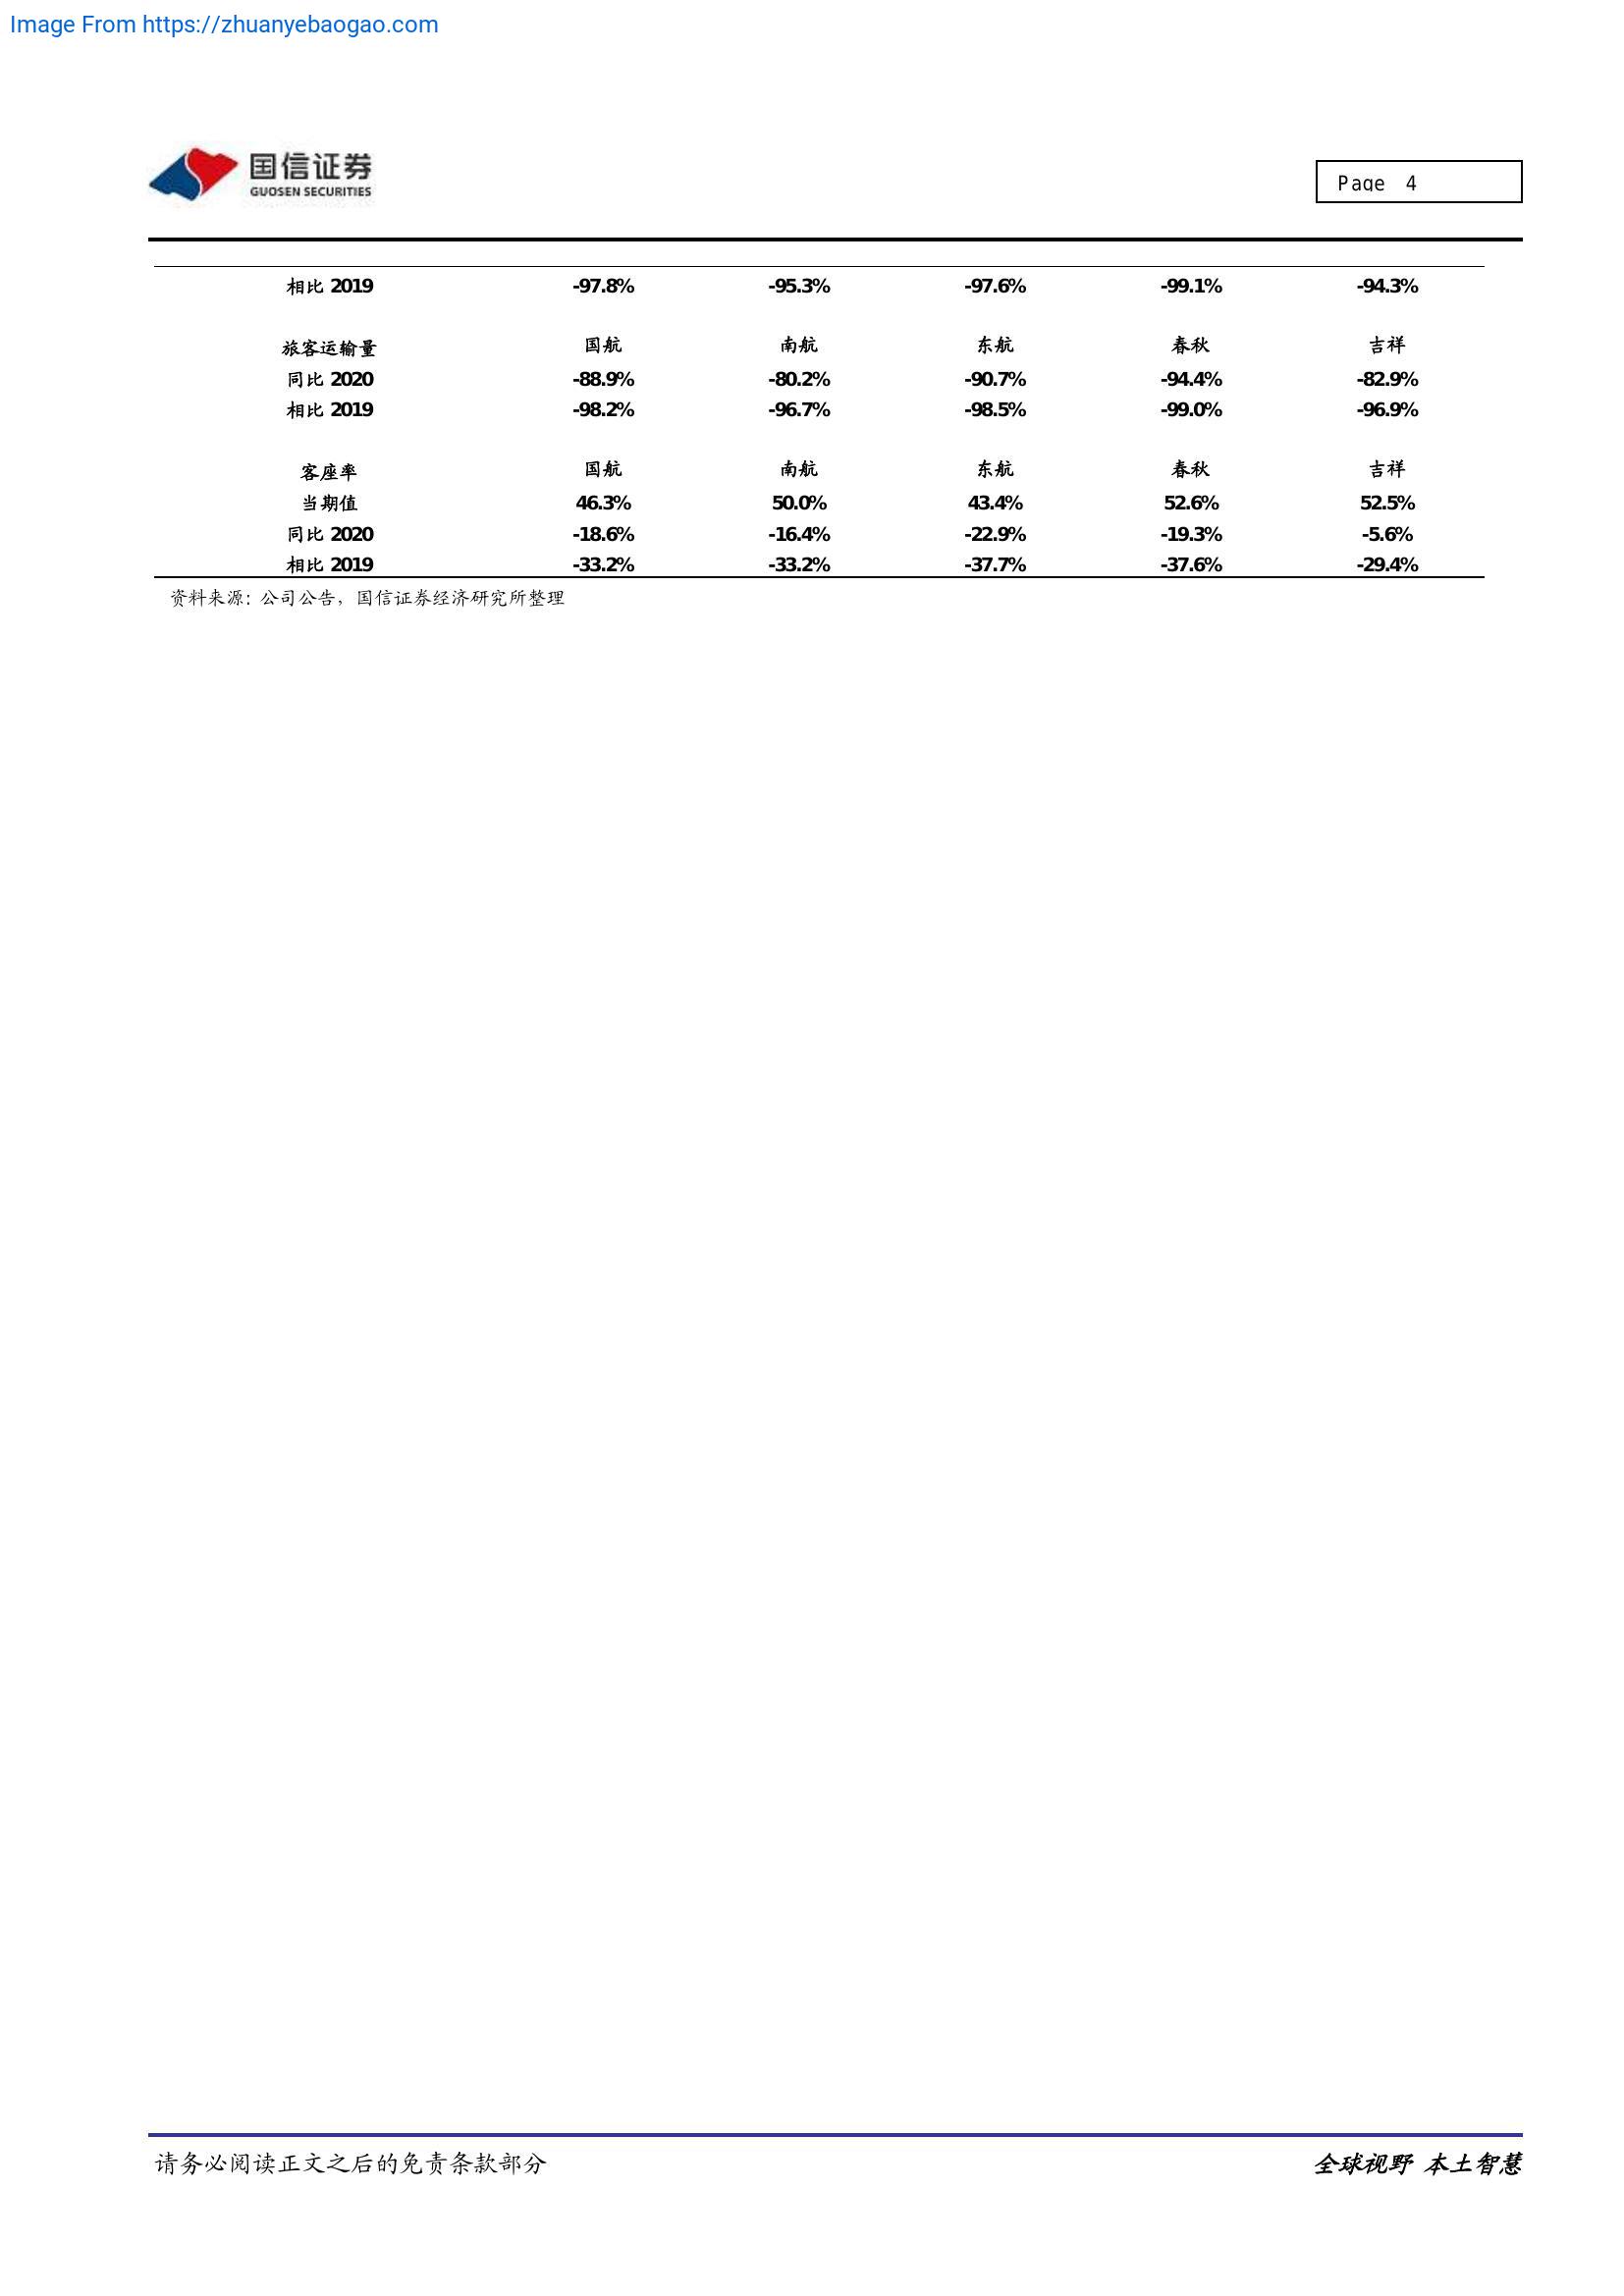 Image From https://zhuanyebaogao.com
国信证券
GUOSEN SECURITIES
Page 4
相比 2019 -97.8% -95.3% -97.6% -99.1% -94.3%
旅客运输量 国航 南航 东航 春秋 吉祥
同比 2020 -88.9% -80.2% -90.7% -94.4% -82.9%
相比 2019 -98.2% -96.7% -98.5% -99.0% -96.9%
客座率 国航 南航 东航 春秋 吉祥
当期值 46.3% 50.0% 43.4% 52.6% 52.5%
同比 2020 -18.6% -16.4% -22.9% -19.3% -5.6%
相比 2019 -33.2% -33.2% -37.7% -37.6% -29.4%
资料来源：公司公告，国信证券经济研究所整理
请务必阅读正文之后的免责条款部分
全球视野 本土智慧